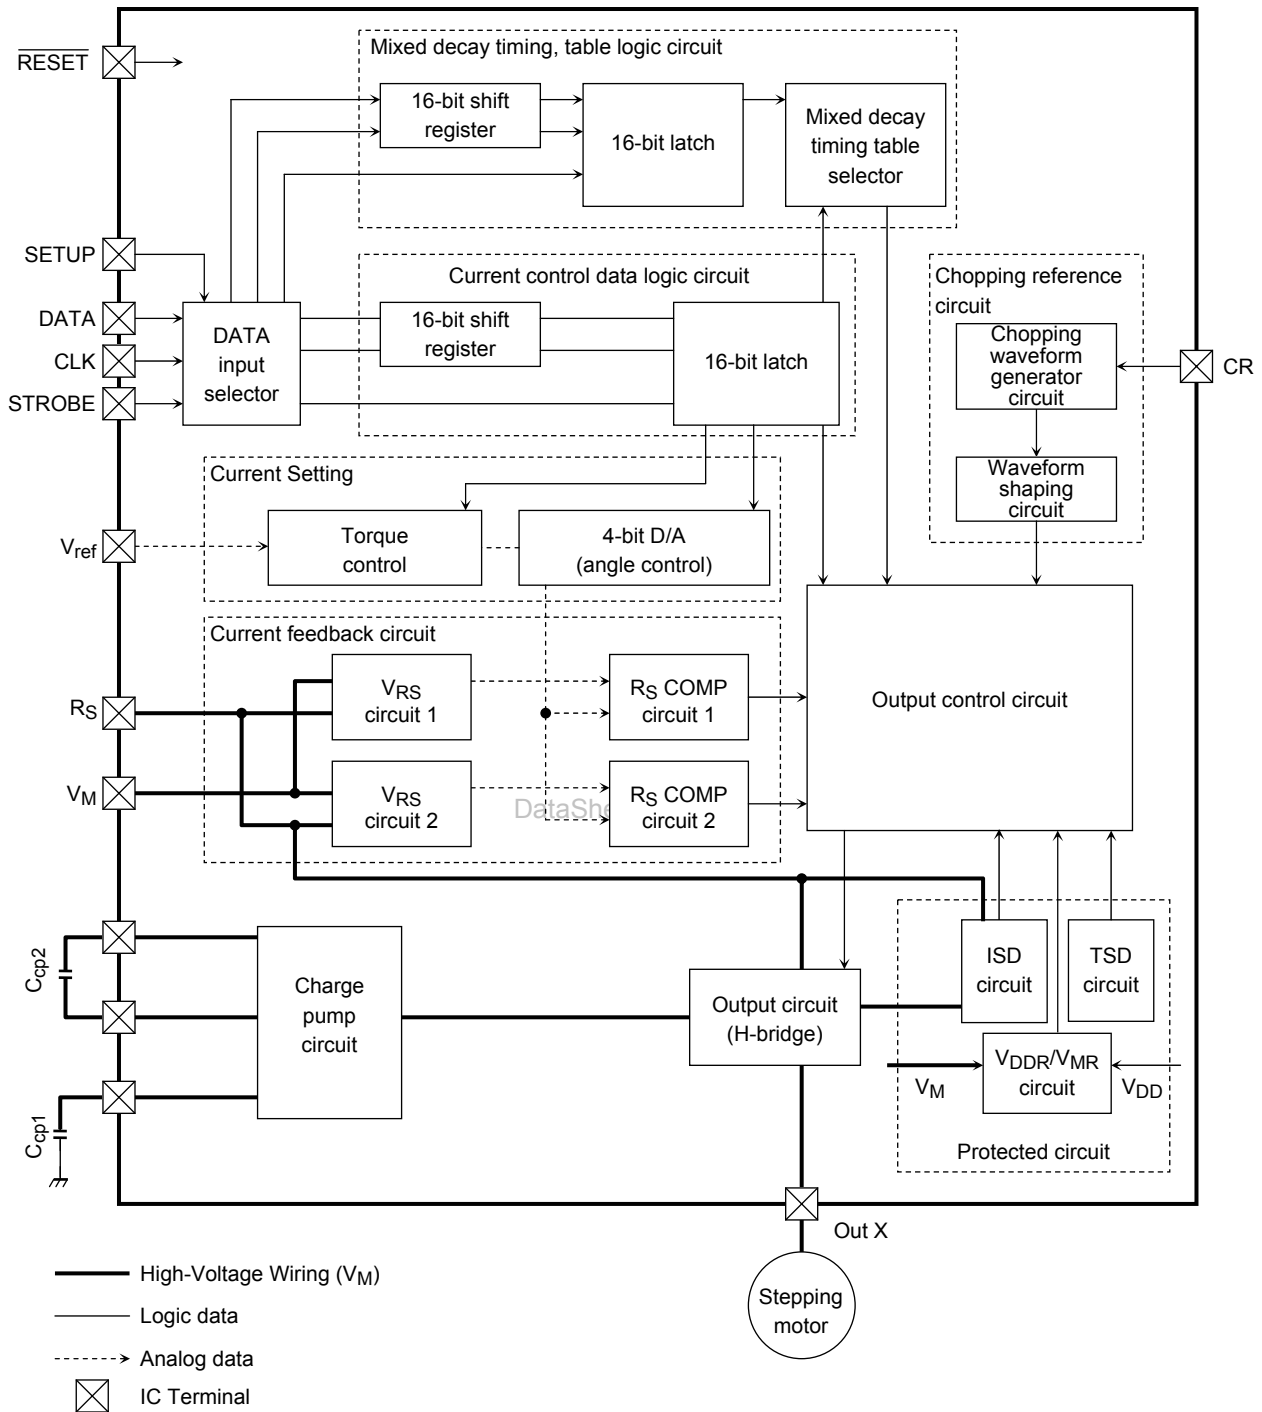 RESET
Mixed decay timing, table logic circuit
16-bit shift
register
16-bit latch
Mixed decay
timing table
selector
SETUP
DATA
CLK
STROBE
DATA
input
selector
Current control data logic circuit
16-bit shift
register
16-bit latch
Chopping reference
circuit
Chopping
waveform
generator
circuit
CR
Waveform
shaping
circuit
Current Setting
Vref
Torque
control
4-bit D/A
(angle control)
Current feedback circuit
RS
VRS
circuit 1
RS COMP
circuit 1
Output control circuit
VM
VRS
circuit 2
RS COMP
circuit 2
DataShe
Ccp2
Ccp1
Charge
pump
circuit
Output circuit
(H-bridge)
ISD
circuit
TSD
circuit
VDDR/VMR
circuit
VM
VDD
Protected circuit
Out X
Stepping
motor
High-Voltage Wiring (VM)
Logic data
Analog data
IC Terminal